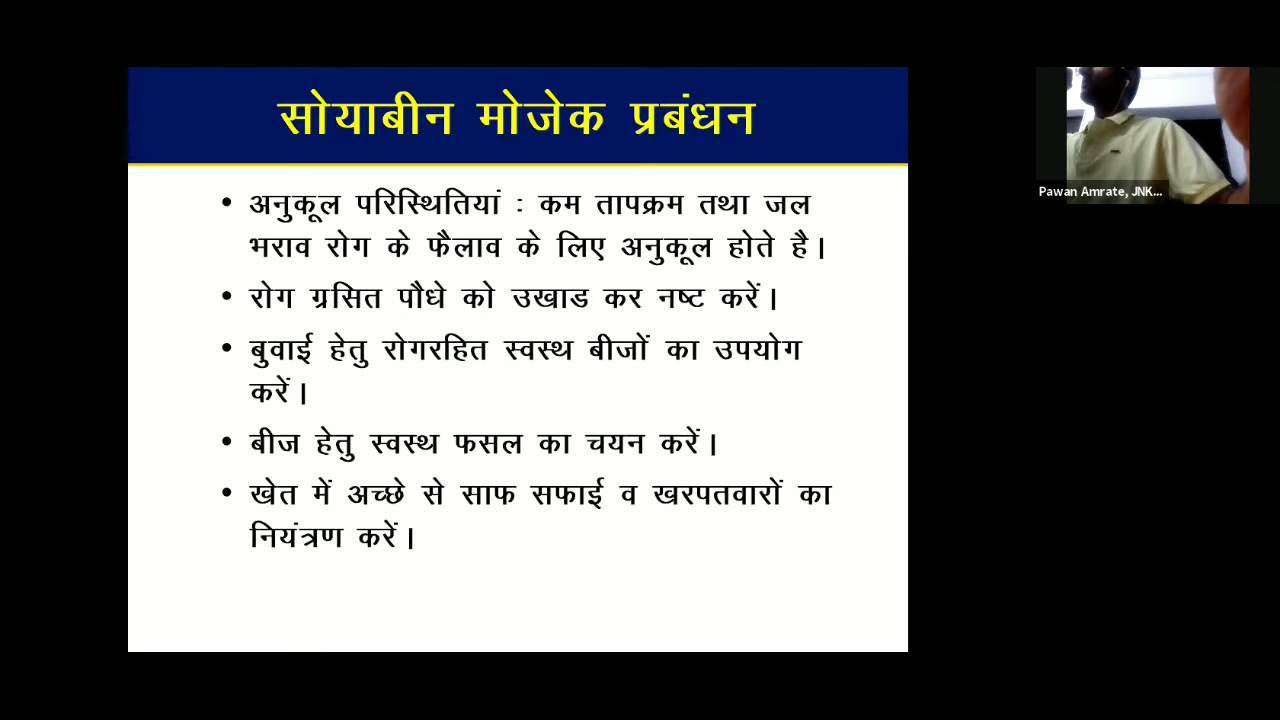 सोयाबीन मोजेक प्रबंधन
• अनुकूल परिस्थितियां : कम तापक्रम तथा जल
भराव रोग के फैलाव के लिए अनुकूल होते है।
• रोग ग्रसित पौधे को उखाड कर नष्ट करें।
• बुवाई हेतु रोगरहित स्वस्थ बीजों का उपयोग
करें।
• बीज हेतु स्वस्थ फसल का चयन करें।
• खेत में अच्छे से साफ सफाई व खरपतवारों का
नियंत्रण करें।
Pawan Amrate, JNK...